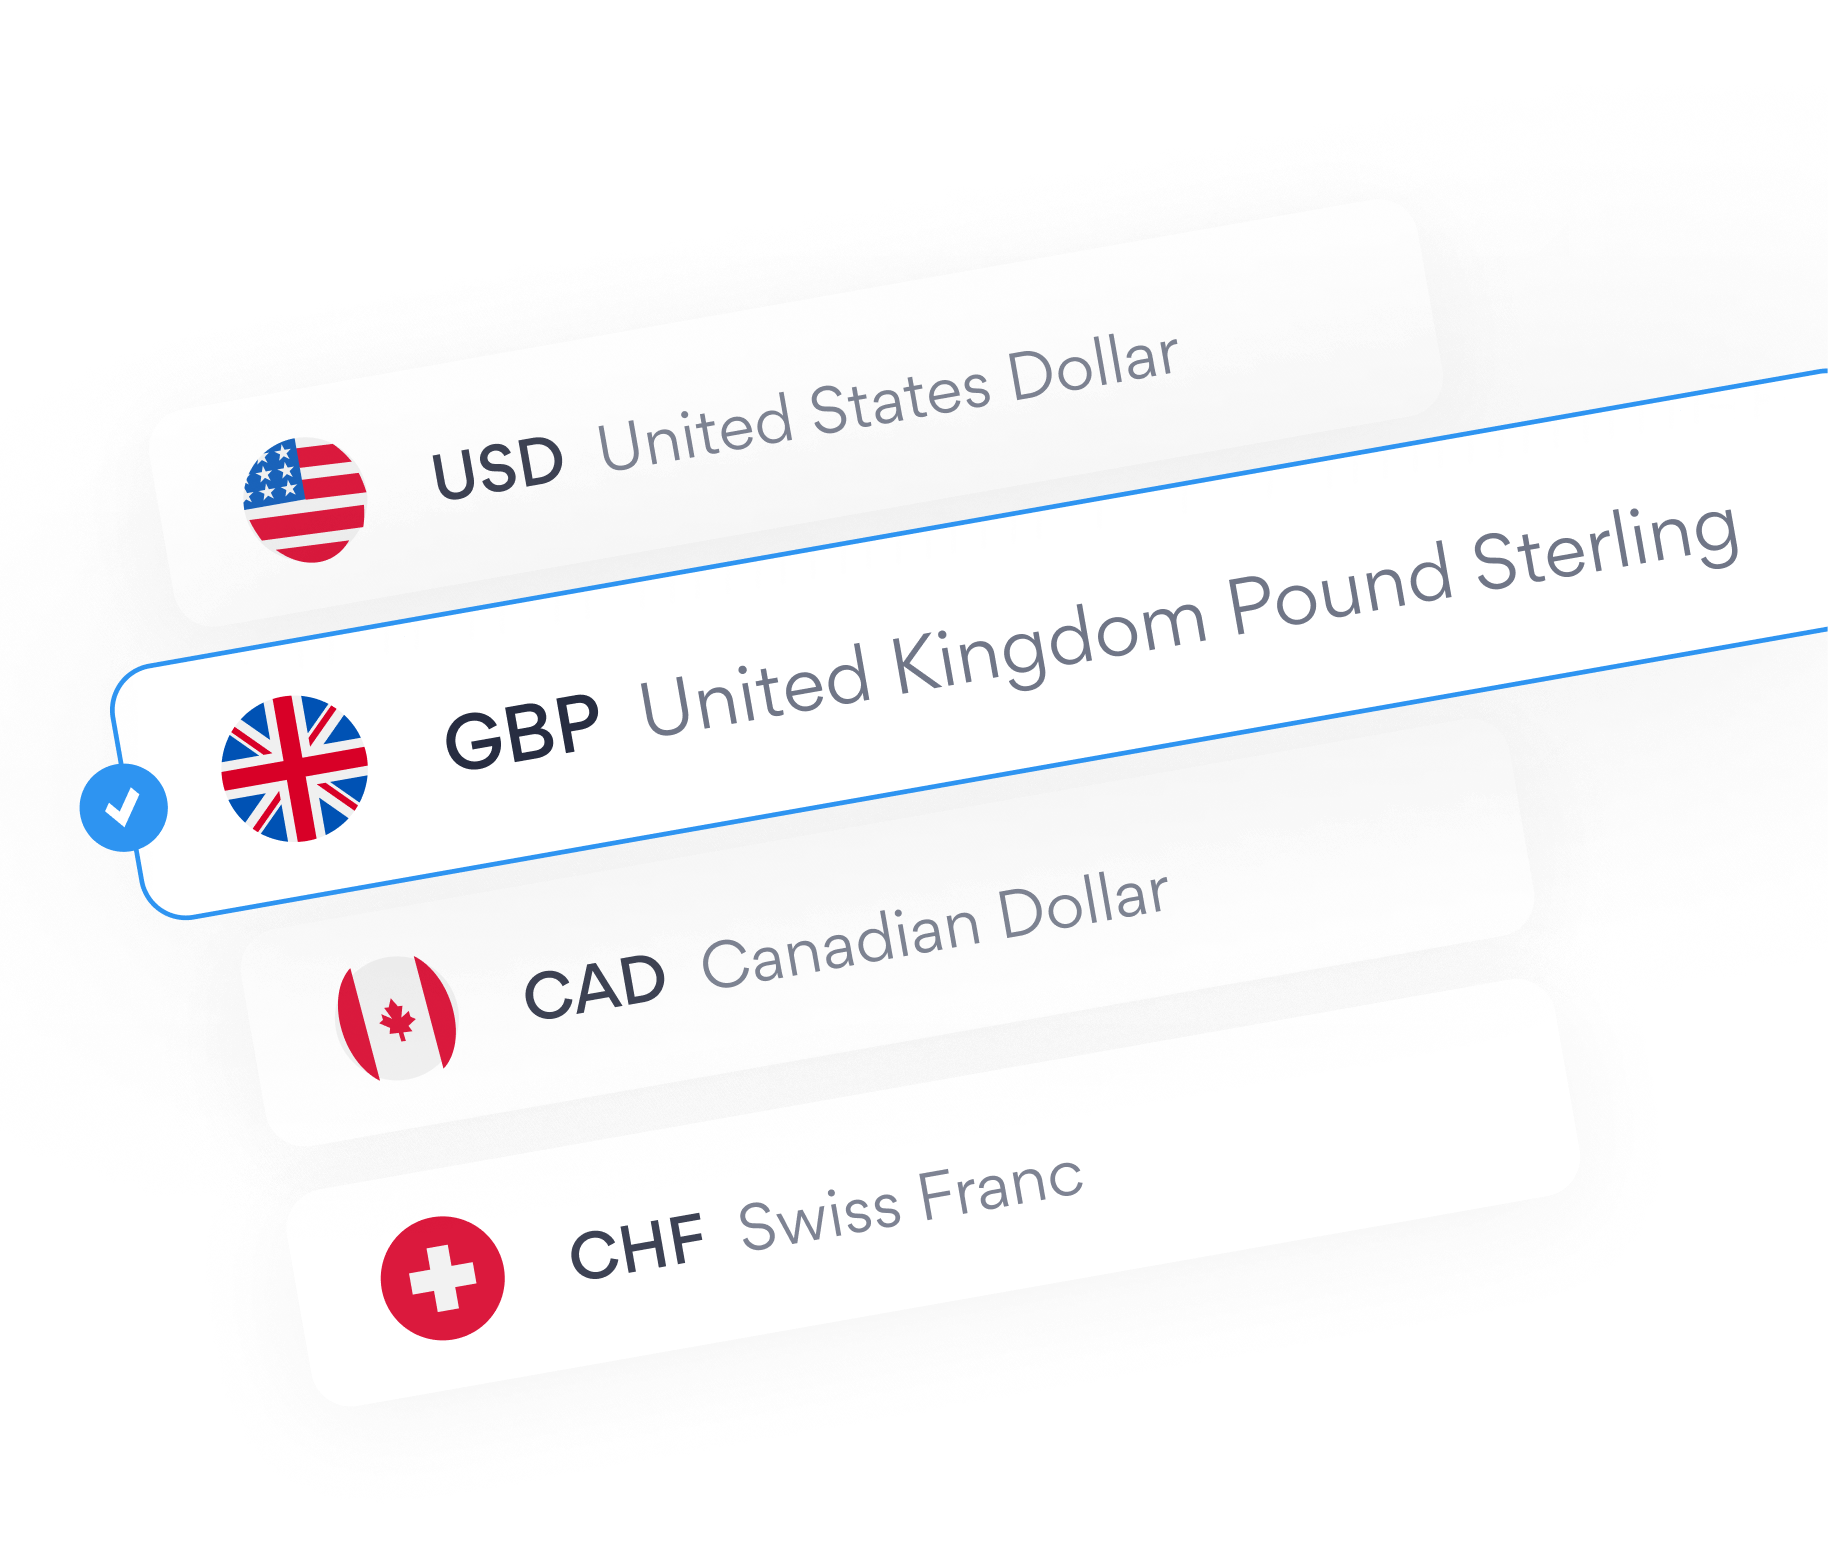 USD United States Dollar
GBP United Kingdom Pound Sterling
CAD Canadian Dollar
CHF Swiss Franc